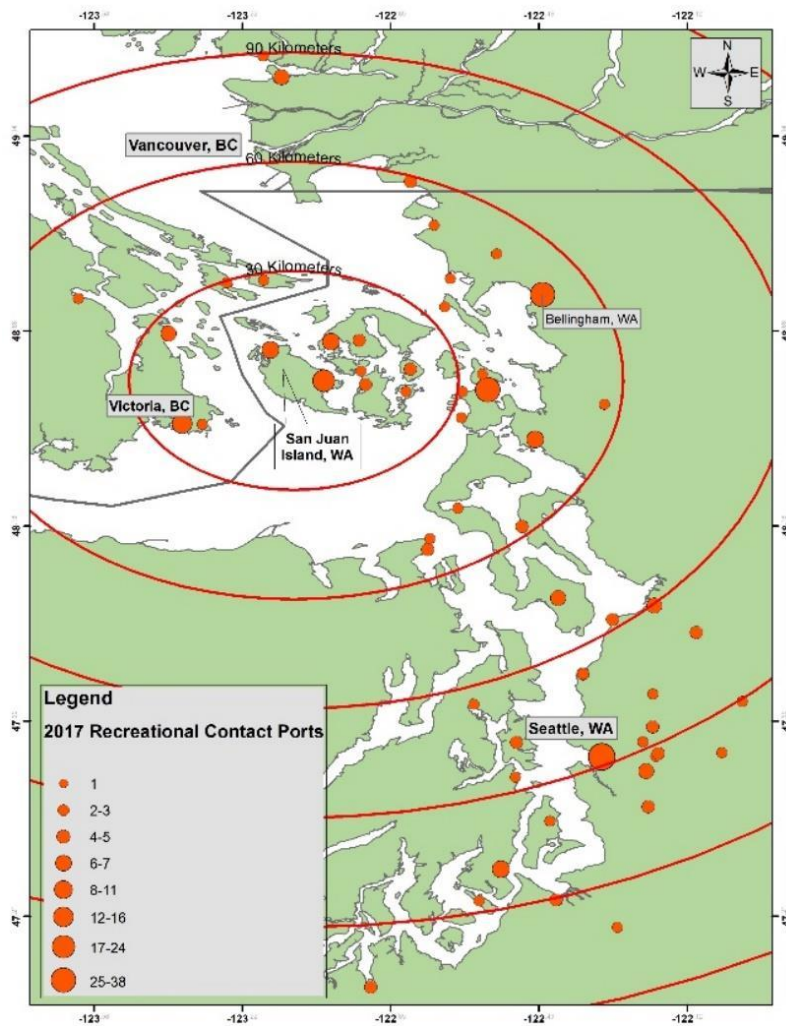 90 Kilometers
N
W E
S
Vancouver, BC
60 Kilometers
30 Kilometers
Bellingham, WA
Victoria, BC
San Juan
Island, WA
Seattle, WA
Legend
2017 Recreational Contact Ports
1
2-3
4-5
6-7
8-11
12-16
17-24
25-38